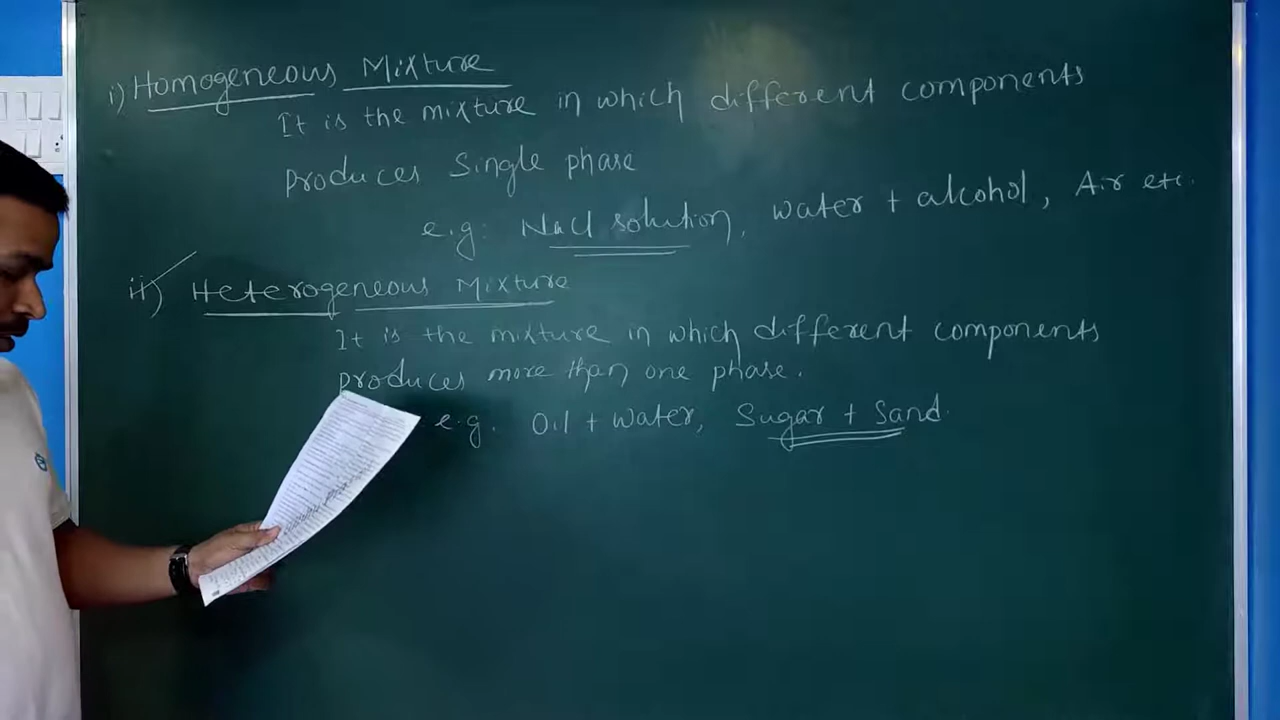 i) Homogeneous Mixture
It is the mixture in which different components
produces Single phase
e.g: NaCl solution, water + alcohol, Air etc.
ii) Heterogeneous Mixture
It is the mixture in which different components
produces more than one phase.
e.g. Oil + water, Sugar + Sand.